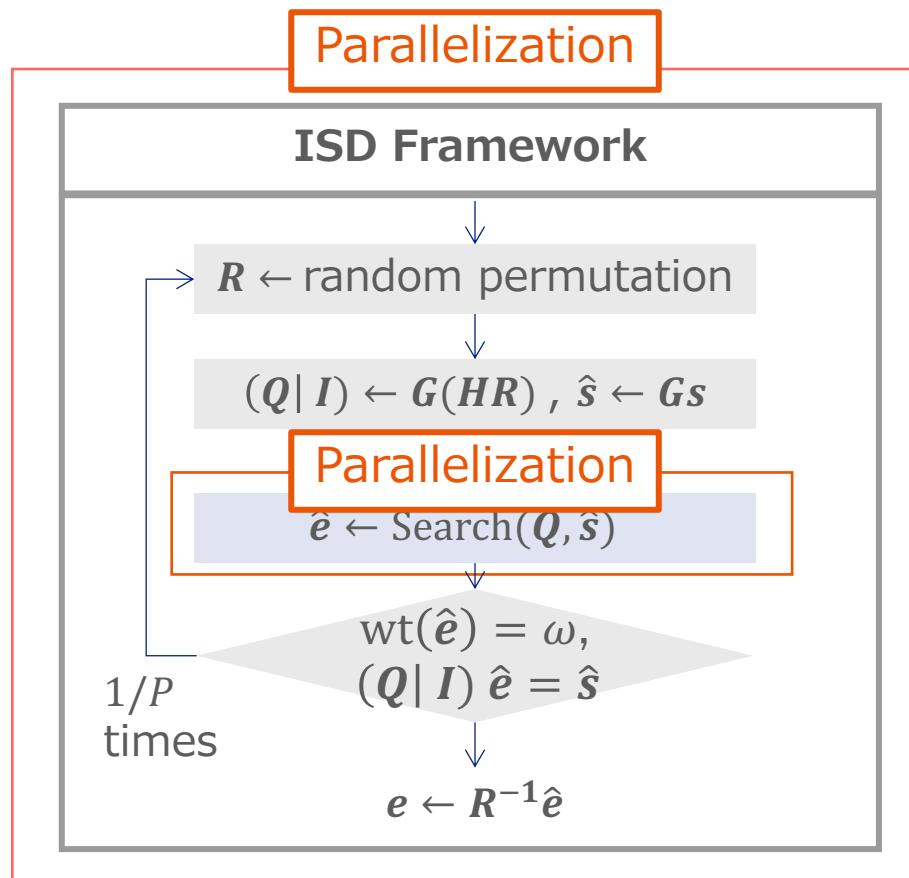 Parallelization
ISD Framework
R ← random permutation
(Q| I) ← G(HR) , ŝ ← Gs
Parallelization
ê ← Search(Q, ŝ)
wt(ê) = ω,
(Q| I) ê = ŝ
1/P
times
e ← R⁻¹ê